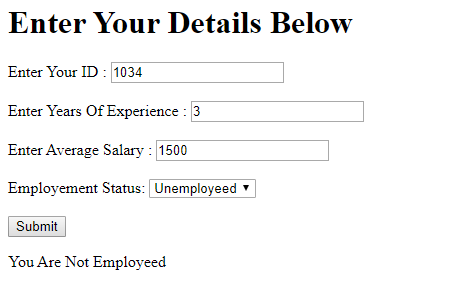 Enter Your Details Below
Enter Your ID : 1034
Enter Years Of Experience : 3
Enter Average Salary : 1500
Employement Status: Unemployeed
Submit
You Are Not Employeed